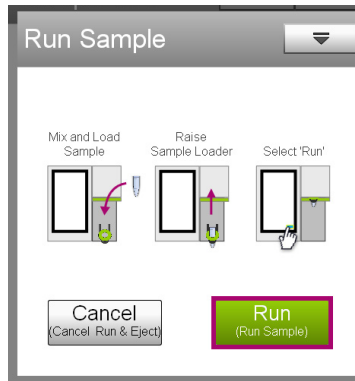 Run Sample
Mix and Load
Sample
Raise
Sample Loader
Select 'Run'
Cancel
(Cancel Run & Eject)
Run
(Run Sample)